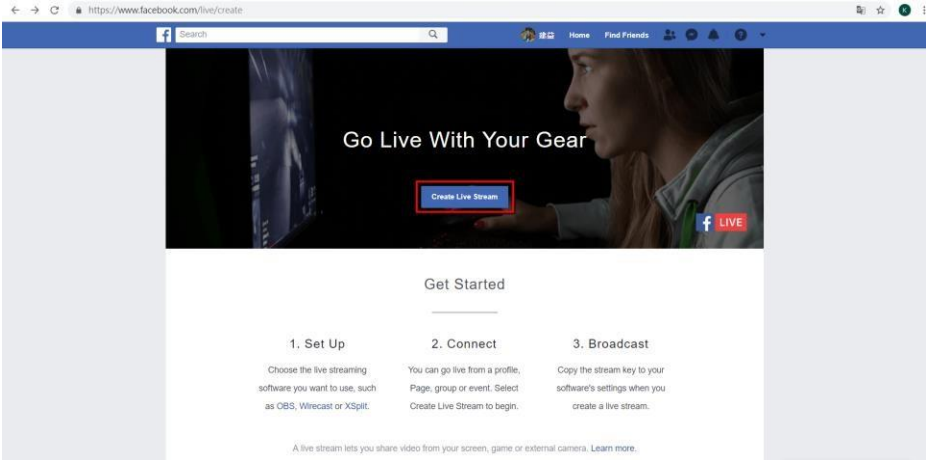 https://www.facebook.com/live/create
K
f Search 建益 Home Find Friends
Go Live With Your Gear
Create Live Stream
f LIVE
Get Started
1. Set Up
Choose the live streaming
software you want to use, such
as OBS, Wirecast or XSplit.
2. Connect
You can go live from a profile,
Page, group or event. Select
Create Live Stream to begin.
3. Broadcast
Copy the stream key to your
software's settings when you
create a live stream.
A live stream lets you share video from your screen, game or external camera. Learn more.